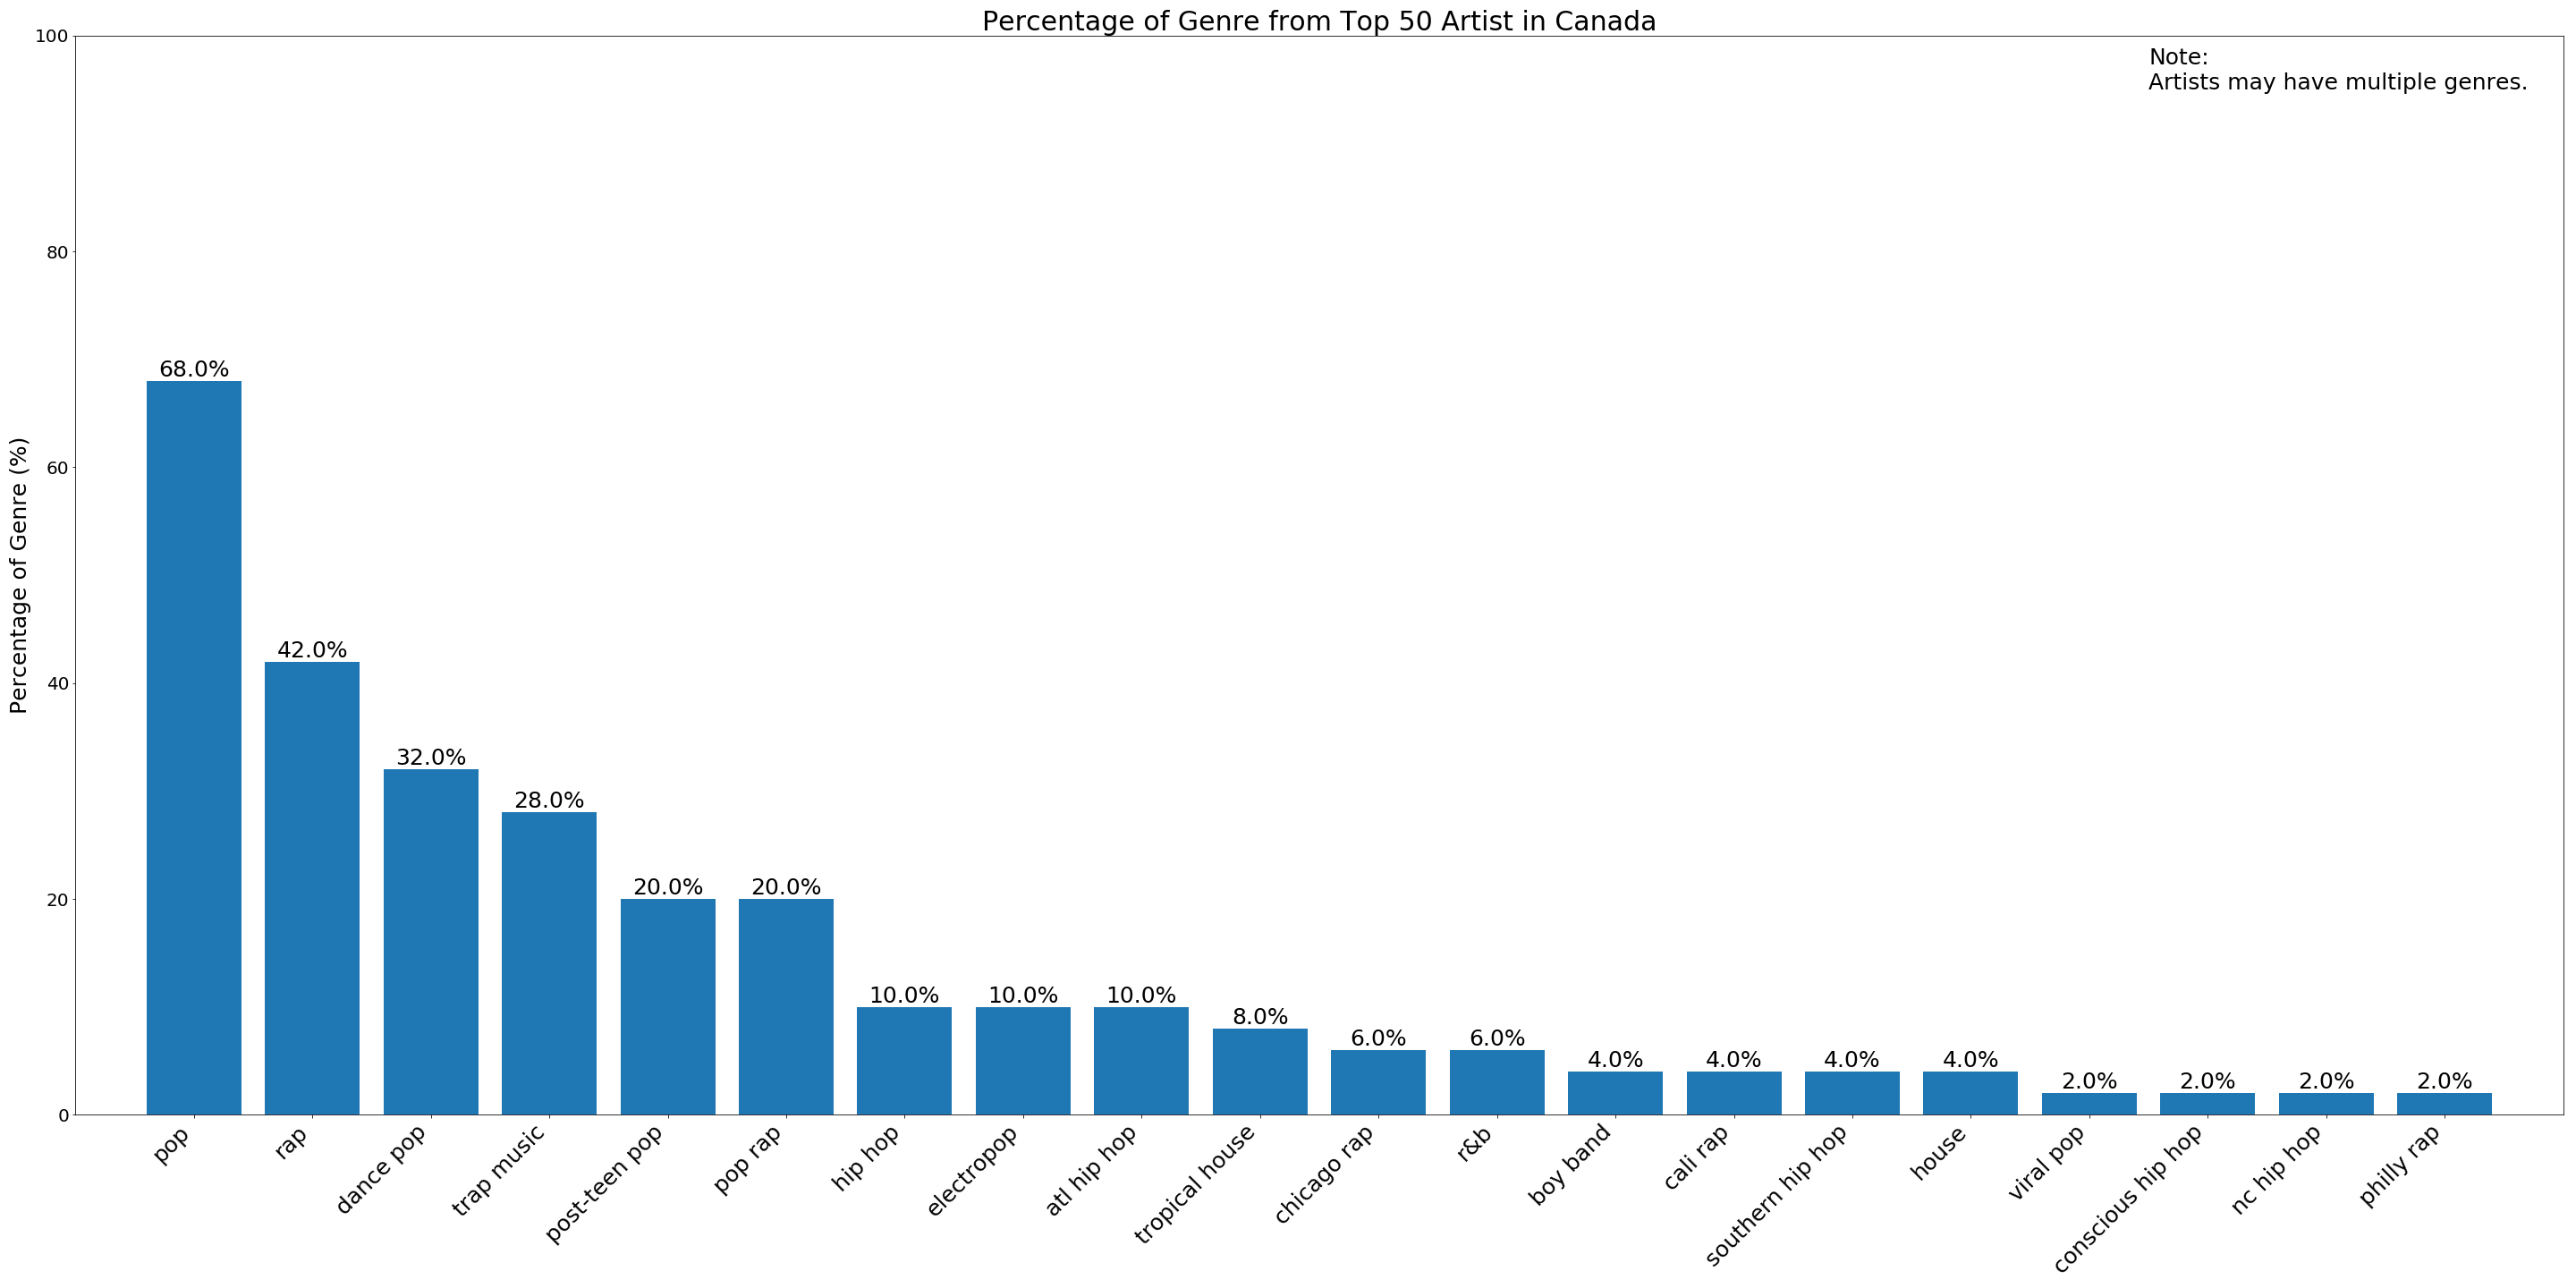 Percentage of Genre from Top 50 Artist in Canada
Note:
Artists may have multiple genres.
Percentage of Genre (%)
100
80
60
40
20
0
68.0%
42.0%
32.0%
28.0%
20.0%
20.0%
10.0%
10.0%
10.0%
8.0%
6.0%
6.0%
4.0%
4.0%
4.0%
4.0%
2.0%
2.0%
2.0%
2.0%
pop
rap
dance pop
trap music
post-teen pop
pop rap
hip hop
electropop
atl hip hop
tropical house
chicago rap
r&b
boy band
cali rap
southern hip hop
house
viral pop
conscious hip hop
nc hip hop
philly rap